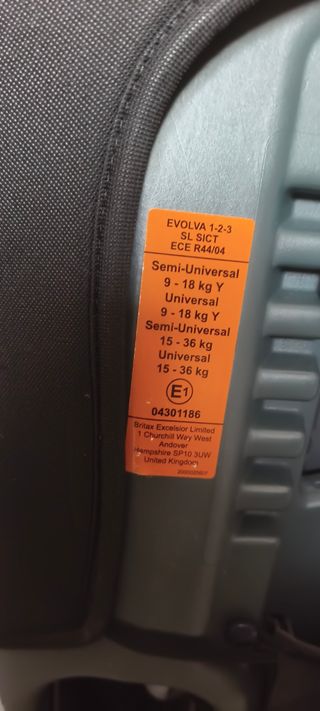 EVOLVA 1-2-3
SL SICT
ECE R44/04
Semi-Universal
9 - 18 kg Y
Universal
9 - 18 kg Y
Semi-Universal
15 - 36 kg
Universal
15 - 36 kg
E1
04301186
Britax Excelsior Limited
1 Churchill Way West
Andover
Hampshire SP10 3UW
United Kingdom